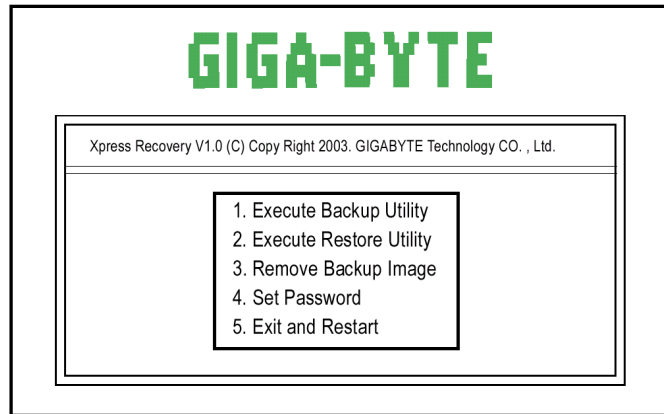 GIGA-BYTE
Xpress Recovery V1.0 (C) Copy Right 2003. GIGABYTE Technology CO. , Ltd.
1. Execute Backup Utility
2. Execute Restore Utility
3. Remove Backup Image
4. Set Password
5. Exit and Restart